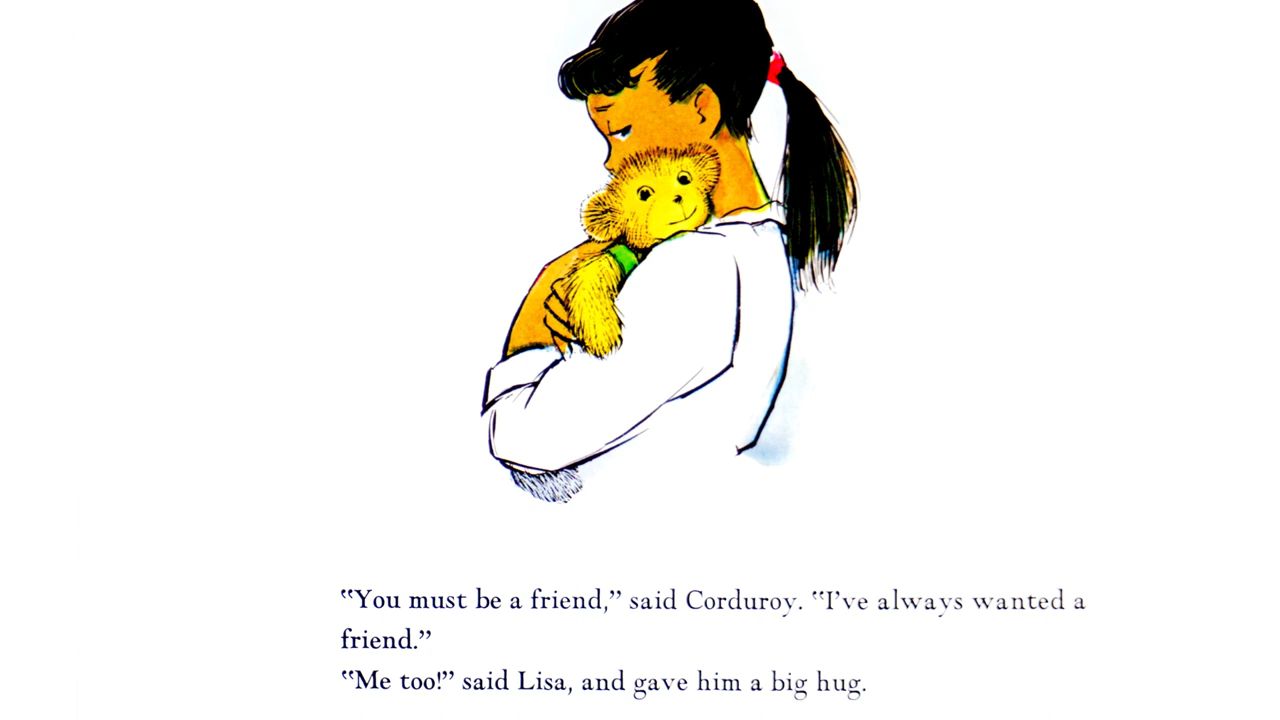 “You must be a friend,” said Corduroy. “I’ve always wanted a
friend.”
“Me too!” said Lisa, and gave him a big hug.